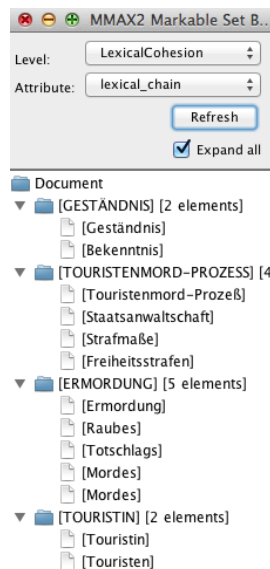 MMAX2 Markable Set B..
Level: LexicalCohesion
Attribute: lexical_chain
Refresh
Expand all
Document
[GESTÄNDNIS] [2 elements]
[Geständnis]
[Bekenntnis]
[TOURISTENMORD-PROZESS] [4
[Touristenmord-Prozeß]
[Staatsanwaltschaft]
[Strafmaße]
[Freiheitsstrafen]
[ERMORDUNG] [5 elements]
[Ermordung]
[Raubes]
[Totschlags]
[Mordes]
[Mordes]
[TOURISTIN] [2 elements]
[Touristin]
[Touristen]